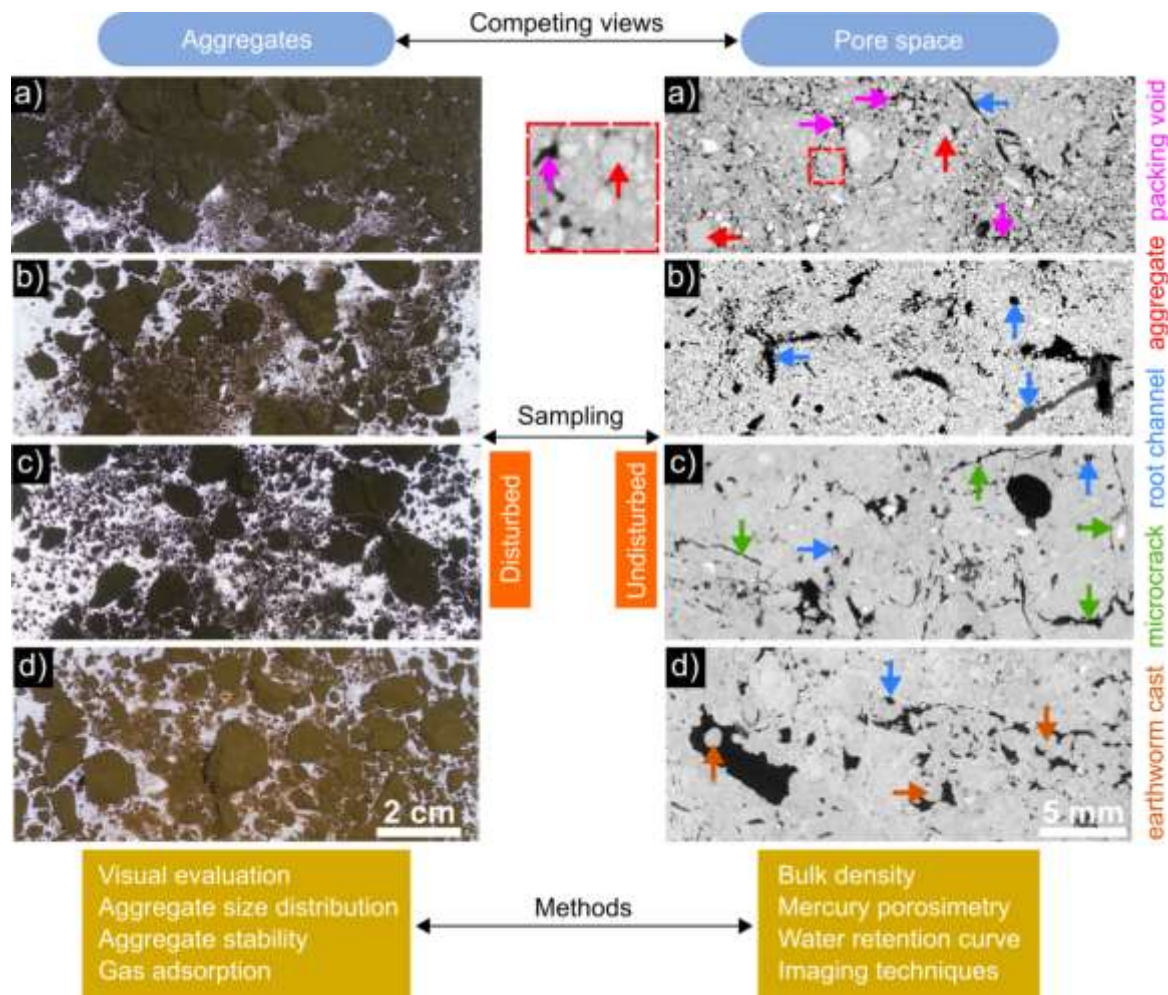 Aggregates
Competing views
Pore space
a)
a)
b)
b)
c)
c)
d)
d)
Sampling
Disturbed
Undisturbed
packing void
aggregate
root channel
microcrack
earthworm cast
2 cm
5 mm
Visual evaluation
Aggregate size distribution
Aggregate stability
Gas adsorption
Methods
Bulk density
Mercury porosimetry
Water retention curve
Imaging techniques